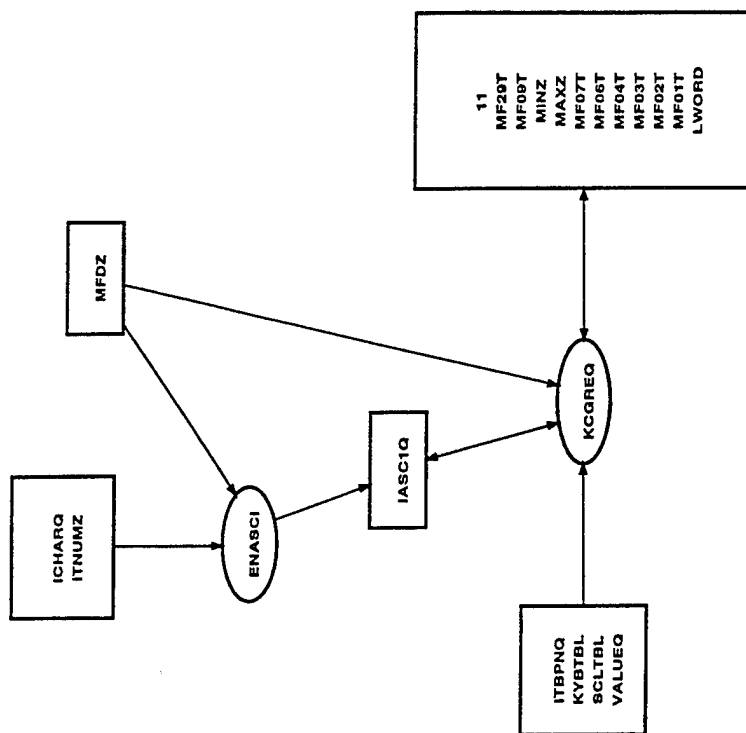 ICHARQ
ITNUMZ
MFDZ
ENASCI
IASC1Q
ITBPNQ
KYBTBL
SCLTBL
VALUEQ
KCGREQ
11
MF29T
MF09T
MINZ
MAXZ
MF07T
MF06T
MF04T
MF03T
MF02T
MF01T
LWORD